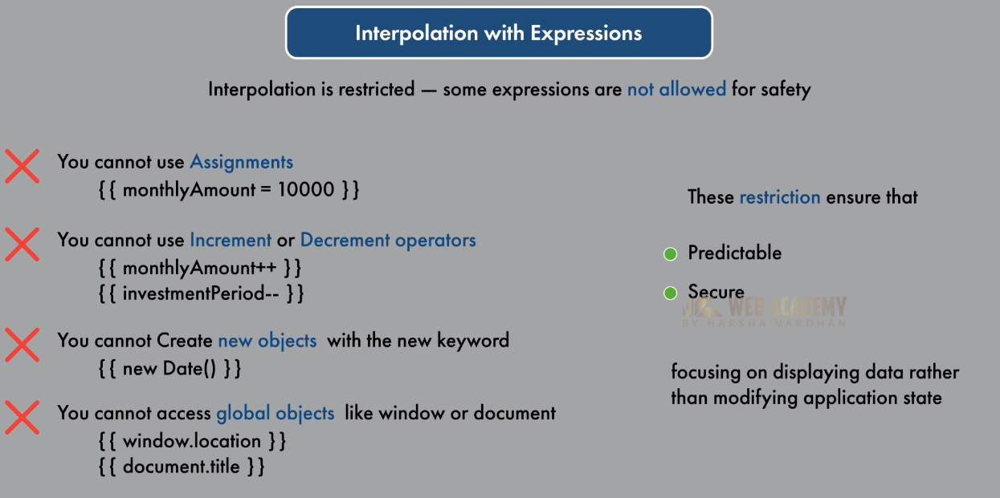 Interpolation with Expressions
Interpolation is restricted — some expressions are not allowed for safety
You cannot use Assignments
{{ monthlyAmount = 10000 }}
You cannot use Increment or Decrement operators
{{ monthlyAmount++ }}
{{ investmentPeriod-- }}
You cannot Create new objects with the new keyword
{{ new Date() }}
You cannot access global objects like window or document
{{ window.location }}
{{ document.title }}
These restriction ensure that
Predictable
Secure
WEB ACADEMY
BY HARSHA VARDHAN
focusing on displaying data rather
than modifying application state